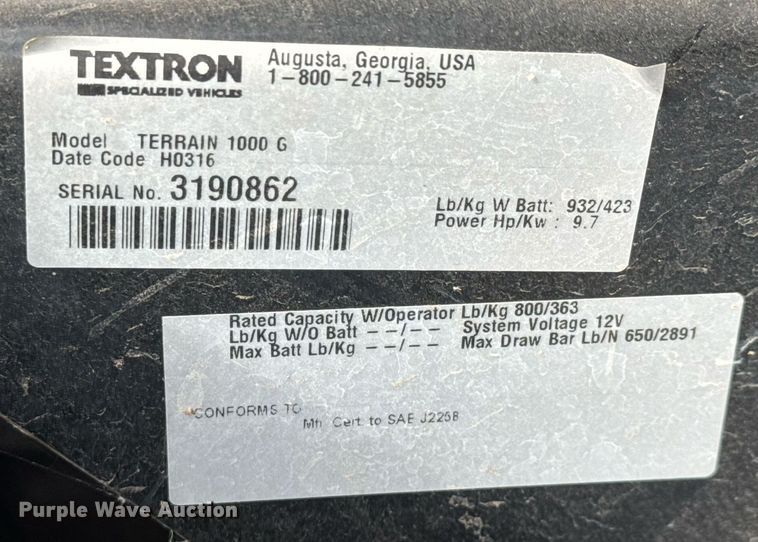 TEXTRON
SPECIALIZED VEHICLES
Augusta, Georgia, USA
1-800-241-5855
Model TERRAIN 1000 G
Date Code H0316
SERIAL No. 3190862
Lb/Kg W Batt: 932/423
Power Hp/Kw : 9.7
Rated Capacity W/Operator Lb/Kg 800/363
Lb/Kg W/O Batt --/-- System Voltage 12V
Max Batt Lb/Kg --/-- Max Draw Bar Lb/N 650/2891
CONFORMS TO
Mfr Cert to SAE J2258
Purple Wave Auction